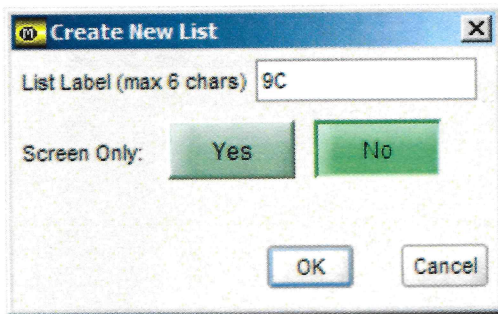 Create New List
List Label (max 6 chars) 9C
Screen Only: Yes No
OK Cancel